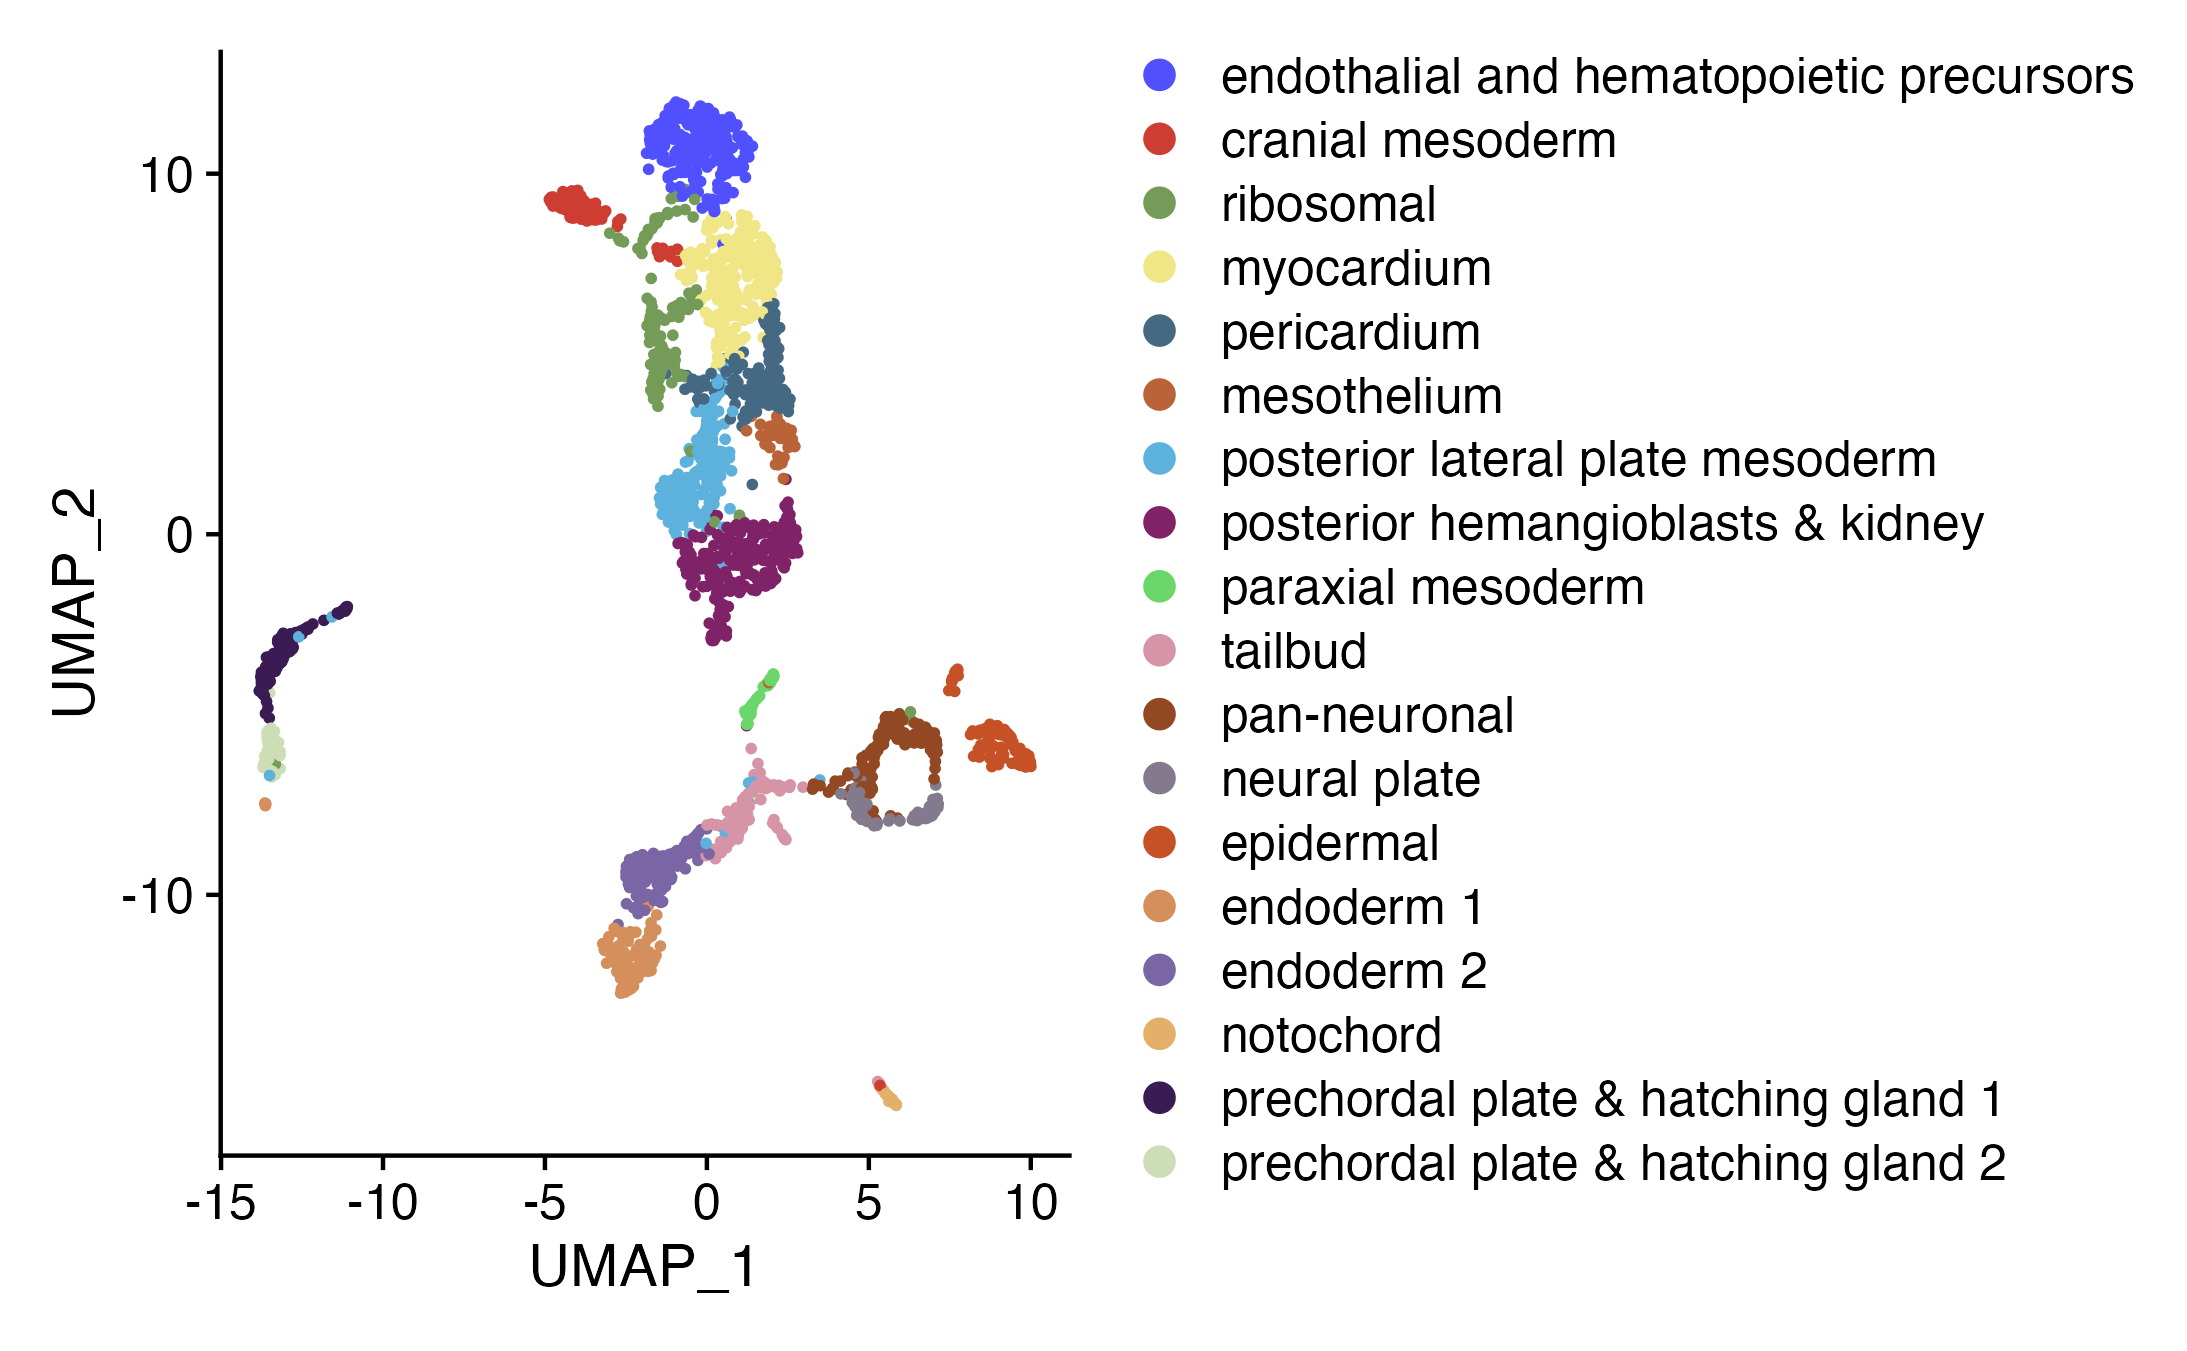 10
0
-10
UMAP_2
-15 -10 -5 0 5 10
UMAP_1
endothalial and hematopoietic precursors
cranial mesoderm
ribosomal
myocardium
pericardium
mesothelium
posterior lateral plate mesoderm
posterior hemangioblasts & kidney
paraxial mesoderm
tailbud
pan-neuronal
neural plate
epidermal
endoderm 1
endoderm 2
notochord
prechordal plate & hatching gland 1
prechordal plate & hatching gland 2